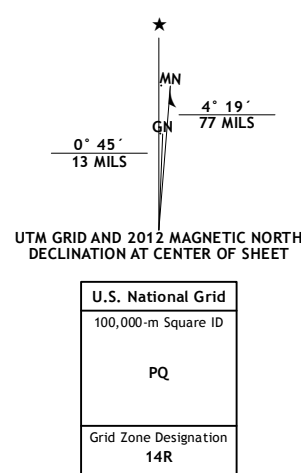 ★
MN
GN
4° 19´
77 MILS
0° 45´
13 MILS
UTM GRID AND 2012 MAGNETIC NORTH
DECLINATION AT CENTER OF SHEET
U.S. National Grid
100,000-m Square ID
PQ
Grid Zone Designation
14R